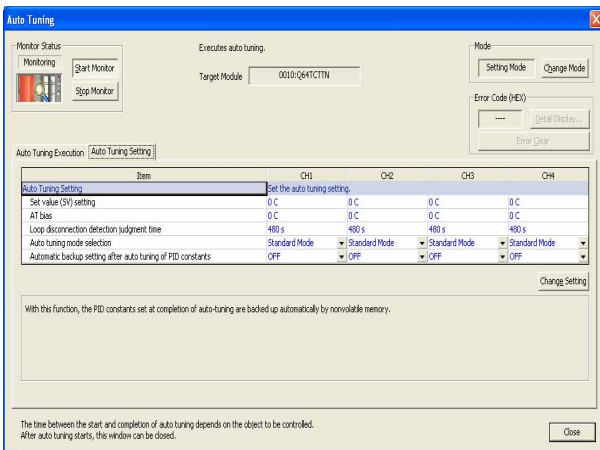 Auto Tuning
Monitor Status
Monitoring
Start Monitor
Stop Monitor
Executes auto tuning.
Target Module 0010:Q64TCTTN
Mode
Setting Mode Change Mode
Error Code (HEX)
---- Detail Display...
Error Clear
Auto Tuning Execution Auto Tuning Setting
Item CH1 CH2 CH3 CH4
Auto Tuning Setting Set the auto tuning setting.
Set value (SV) setting 0 C 0 C 0 C 0 C
AT bias 0 C 0 C 0 C 0 C
Loop disconnection detection judgment time 480 s 480 s 480 s 480 s
Auto tuning mode selection Standard Mode Standard Mode Standard Mode Standard Mode
Automatic backup setting after auto tuning of PID constants OFF OFF OFF OFF
Change Setting
With this function, the PID constants set at completion of auto-tuning are backed up automatically by nonvolatile memory.
The time between the start and completion of auto tuning depends on the object to be controlled.
After auto tuning starts, this window can be closed.
Close